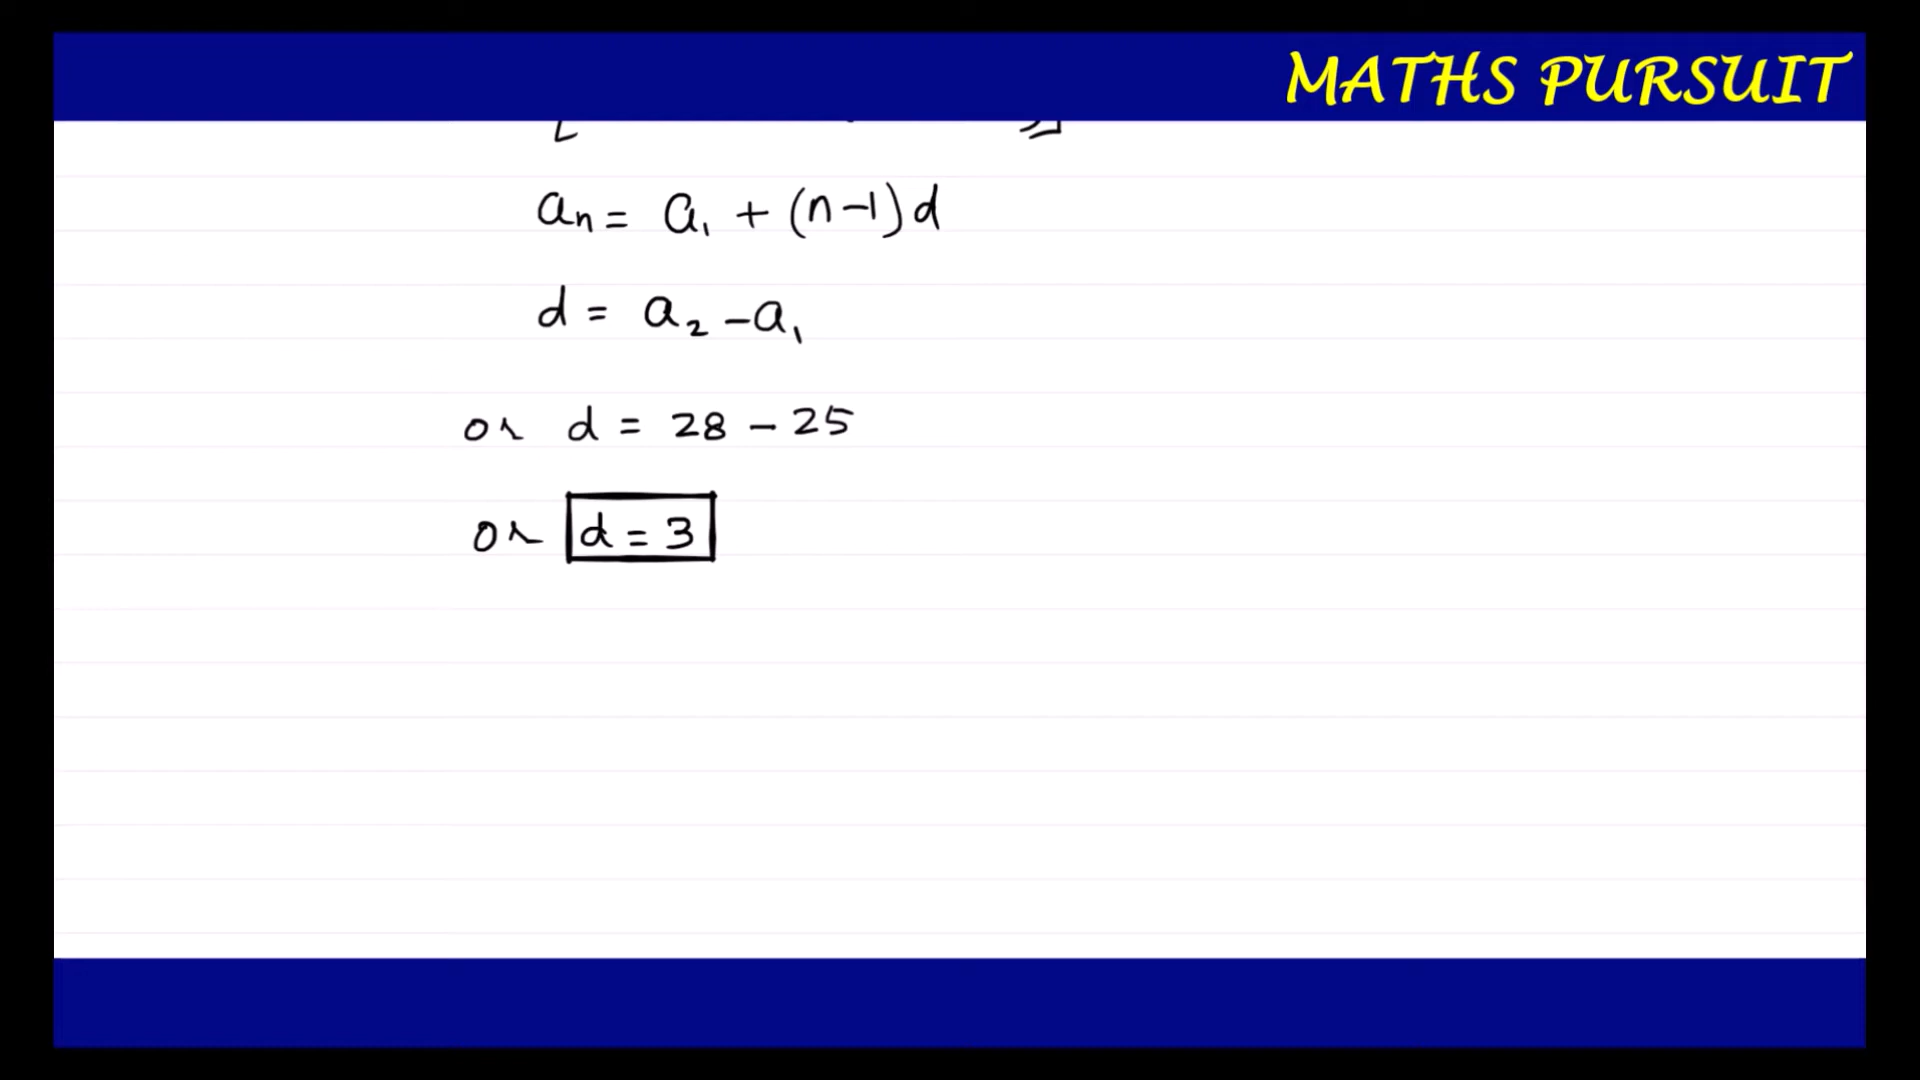 MATHS PURSUIT
aₙ = a₁ + (n-1)d
d = a₂ - a₁
or d = 28 - 25
or d = 3